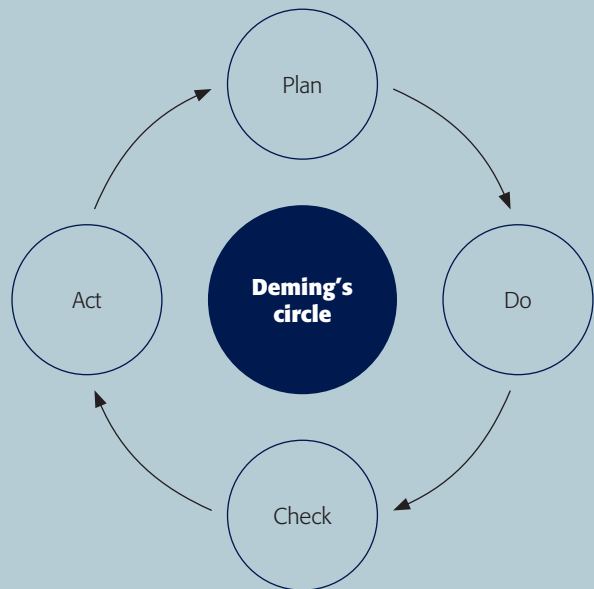 Plan
Act
Deming’s
circle
Do
Check